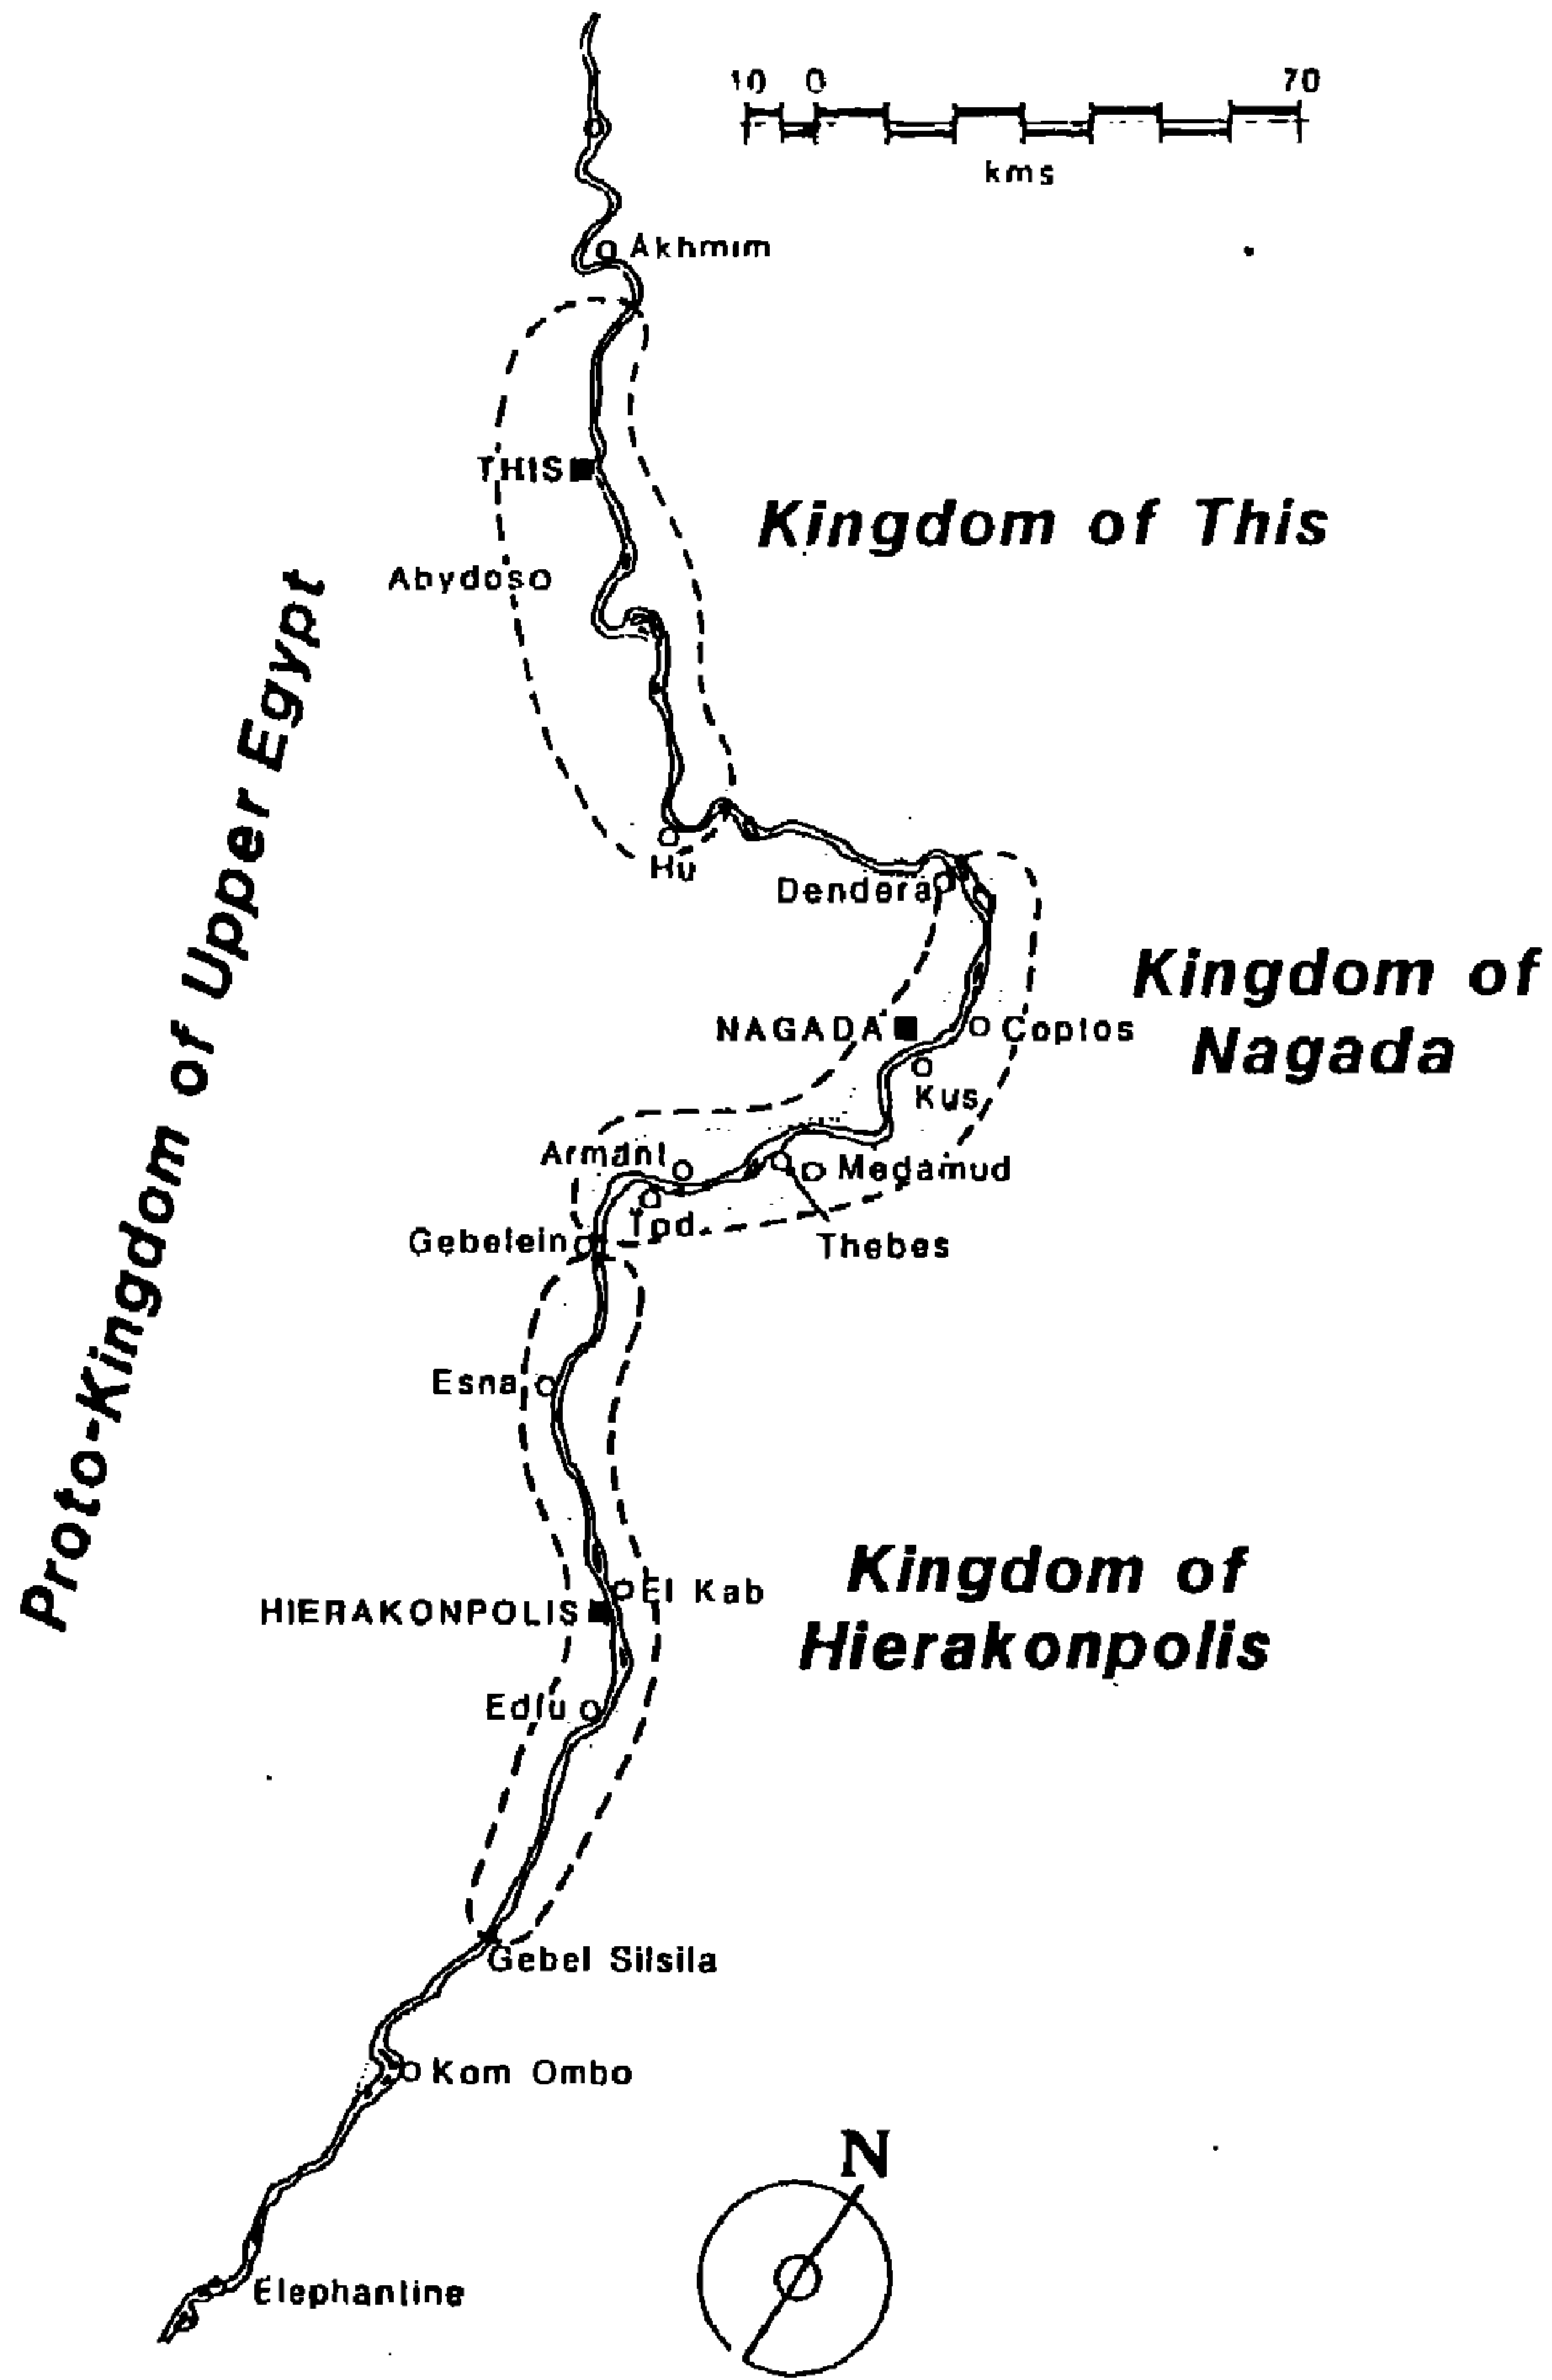 10 0 70
kms
Akhmim
THIS
Kingdom of This
Abydoso
Proto-Kingdom of Upper Egypt
Hu
Dendera
Kingdom of
Nagada
NAGADA
Coptos
Kus
Armant
Medamud
Tod
Gebelein
Thebes
Esna
El Kab
HIERAKONPOLIS
Kingdom of
Hierakonpolis
Edfu
Gebel Silsila
Kom Ombo
N
Elephantine